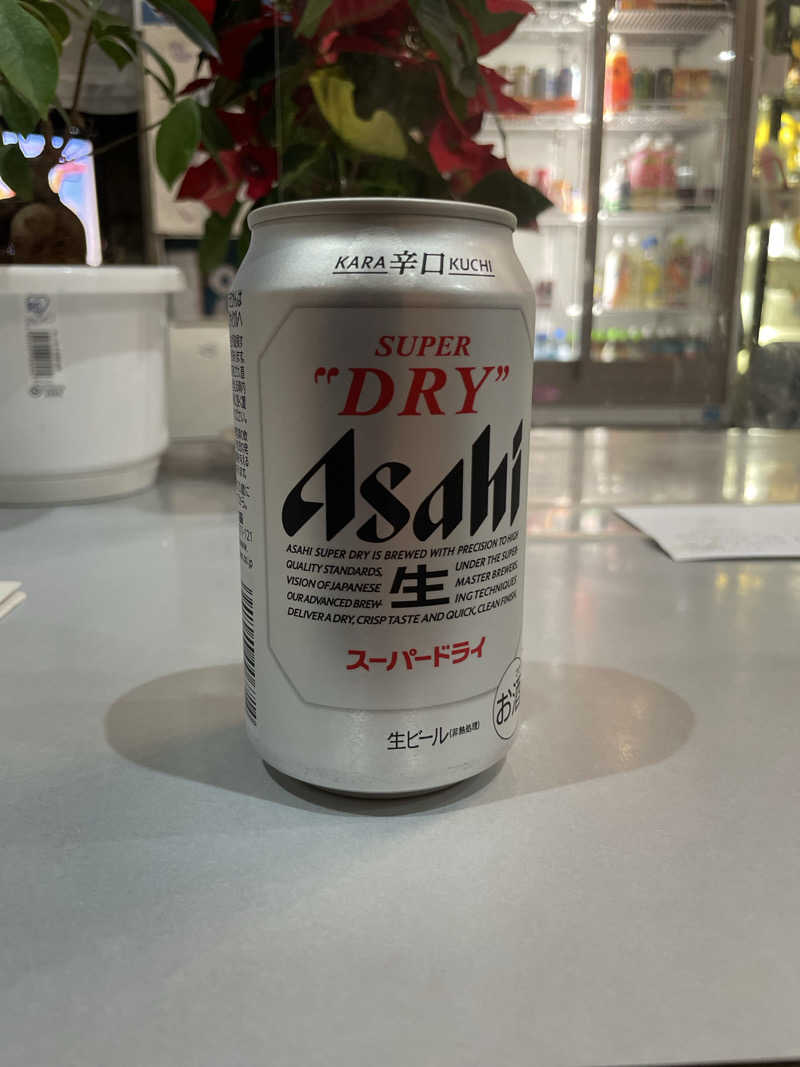 KARA 辛口 KUCHI
SUPER
"DRY"
Asahi
ASAHI SUPER DRY IS BREWED WITH PRECISION TO HIGH
QUALITY STANDARDS, UNDER THE SUPER-
VISION OF JAPANESE MASTER BREWERS.
OUR ADVANCED BREW- ING TECHNIQUES
DELIVER A DRY, CRISP TASTE AND QUICK, CLEAN FINISH.
生
スーパードライ
お酒
生ビール(非熱処理)